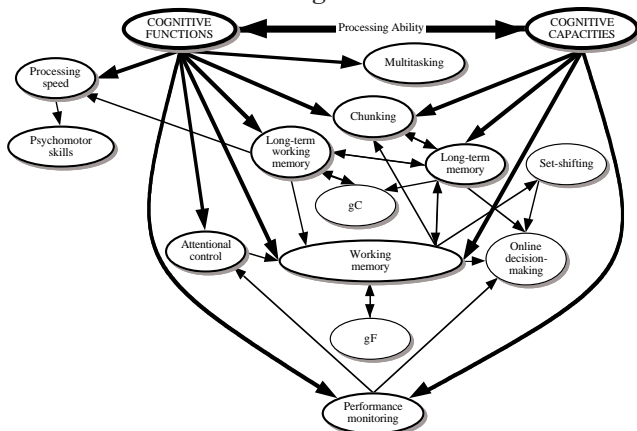 COGNITIVE
FUNCTIONS
Processing Ability
COGNITIVE
CAPACITIES
Multitasking
Processing
speed
Chunking
Psychomotor
skills
Long-term
working
memory
Long-term
memory
Set-shifting
gC
Attentional
control
Working
memory
Online
decision-
making
gF
Performance
monitoring